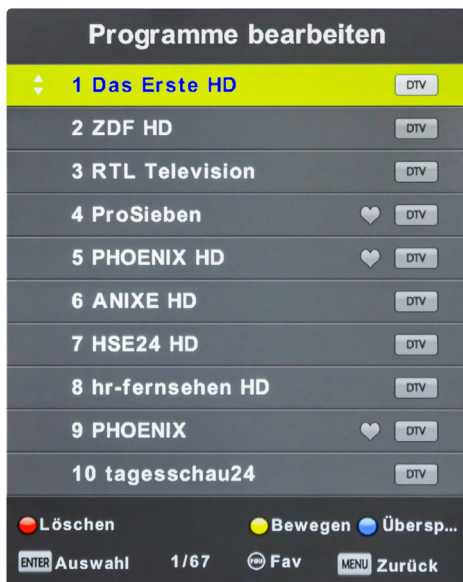 Programme bearbeiten
1 Das Erste HD DTV
2 ZDF HD DTV
3 RTL Television DTV
4 ProSieben DTV
5 PHOENIX HD DTV
6 ANIXE HD DTV
7 HSE24 HD DTV
8 hr-fernsehen HD DTV
9 PHOENIX DTV
10 tagesschau24 DTV
Löschen Bewegen Übersp...
ENTER Auswahl 1/67 FAV Fav MENU Zurück